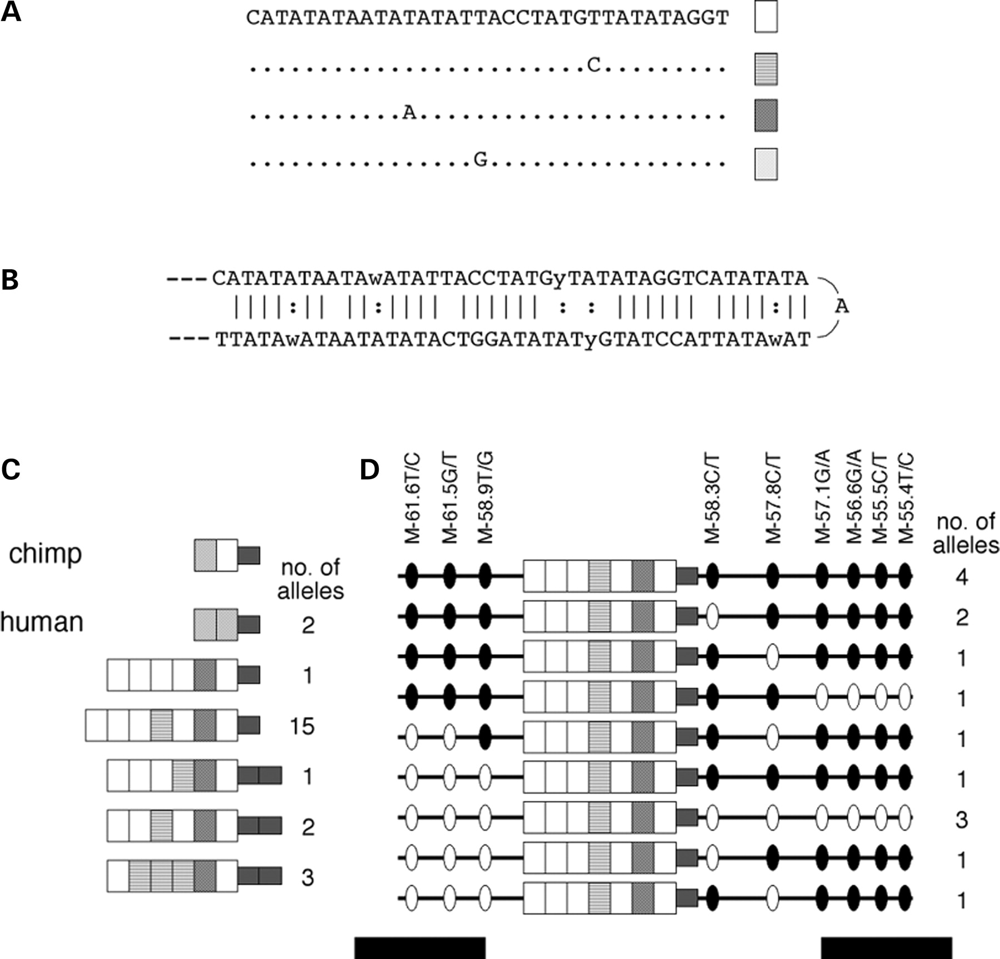 A
CATATATAATATATATTACCTATGTTATATAGGT
........................C.........
...........A......................
................G.................
B
---CATATATAATAwATATTACCTATGyTATATAGGTCATATATA
||||:|| ||:|||| |||||| : : |||||| ||||:|| A
---TTATAwATAATATATACTGGATATATyGTATCCATTATAwAT
C
chimp
no. of
alleles
human 2
1
15
1
2
3
D
M-61.6T/C
M-61.5G/T
M-58.9T/G
M-58.3C/T
M-57.8C/T
M-57.1G/A
M-56.6G/A
M-55.5C/T
M-55.4T/C
no. of
alleles
4
2
1
1
1
1
3
1
1